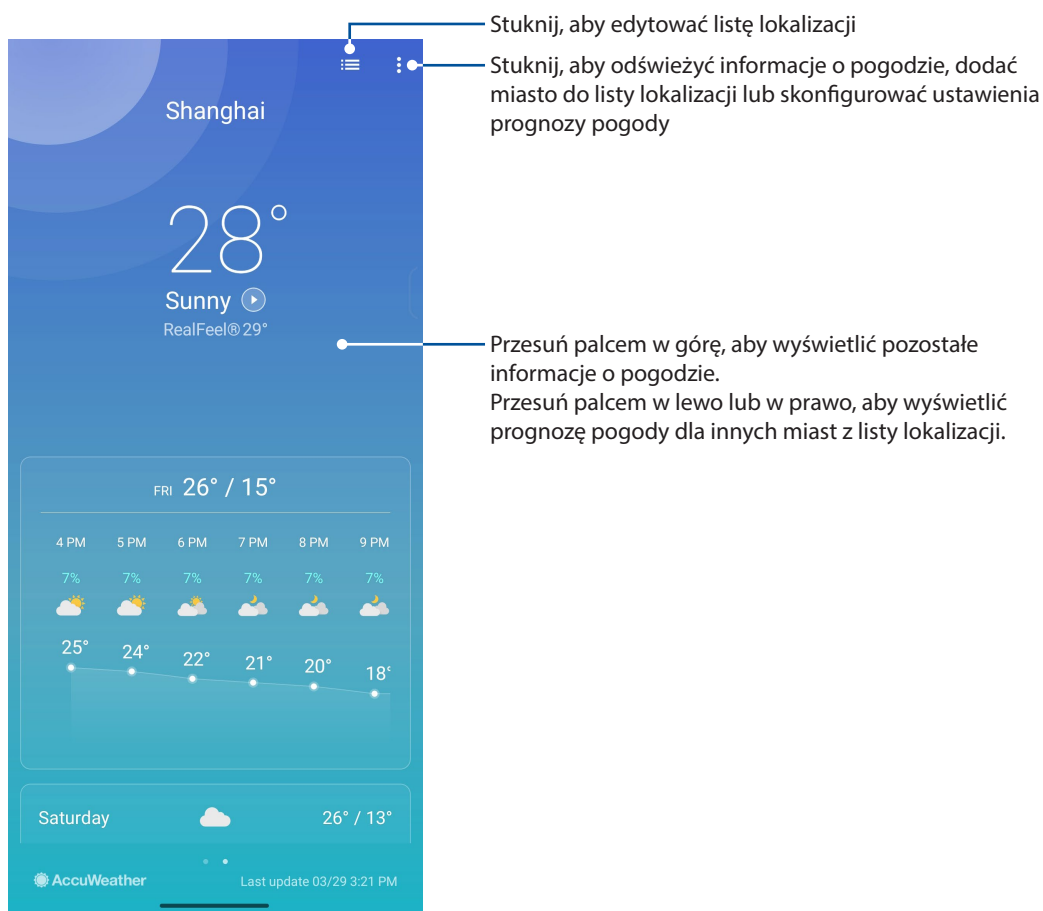 Stuknij, aby edytować listę lokalizacji
Stuknij, aby odświeżyć informacje o pogodzie, dodać
miasto do listy lokalizacji lub skonfigurować ustawienia
prognozy pogody
Shanghai
28°
Sunny
RealFeel® 29°
Przesuń palcem w górę, aby wyświetlić pozostałe
informacje o pogodzie.
Przesuń palcem w lewo lub w prawo, aby wyświetlić
prognozę pogody dla innych miast z listy lokalizacji.
FRI 26° / 15°
4 PM 5 PM 6 PM 7 PM 8 PM 9 PM
7% 7% 7% 7% 7% 7%
25° 24° 22° 21° 20° 18°
Saturday 26° / 13°
AccuWeather Last update 03/29 3:21 PM